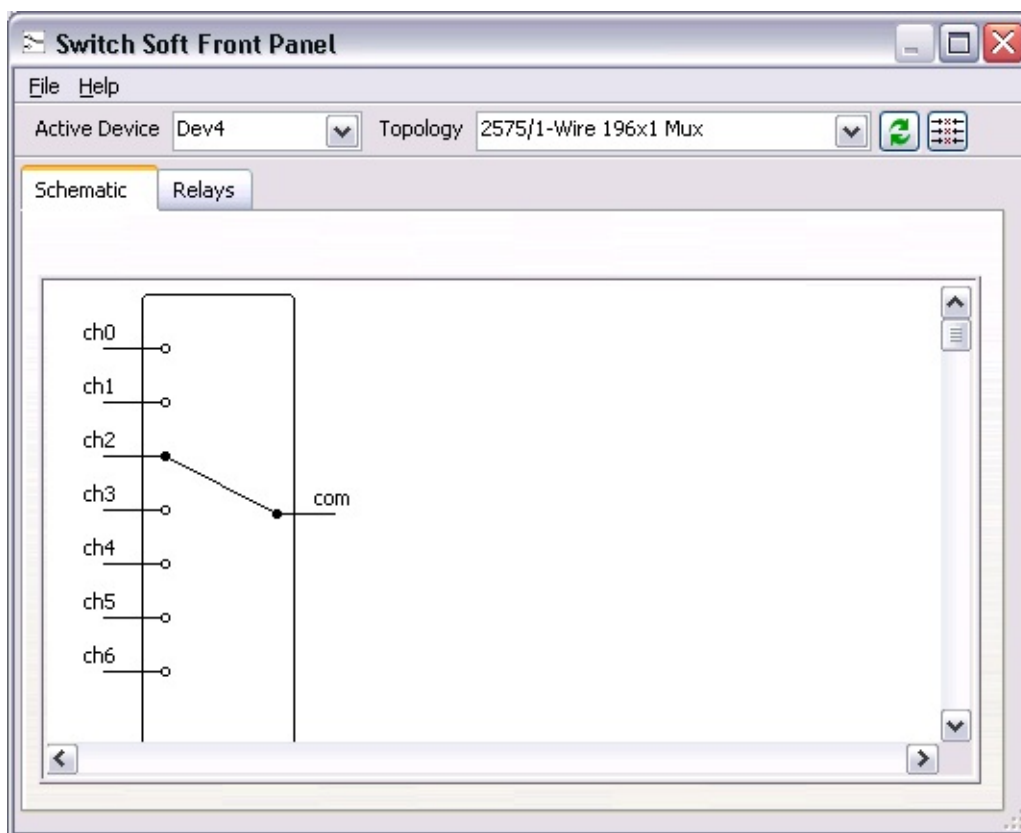 Switch Soft Front Panel
File Help
Active Device Dev4 Topology 2575/1-Wire 196x1 Mux
Schematic Relays
ch0
ch1
ch2
ch3
com
ch4
ch5
ch6